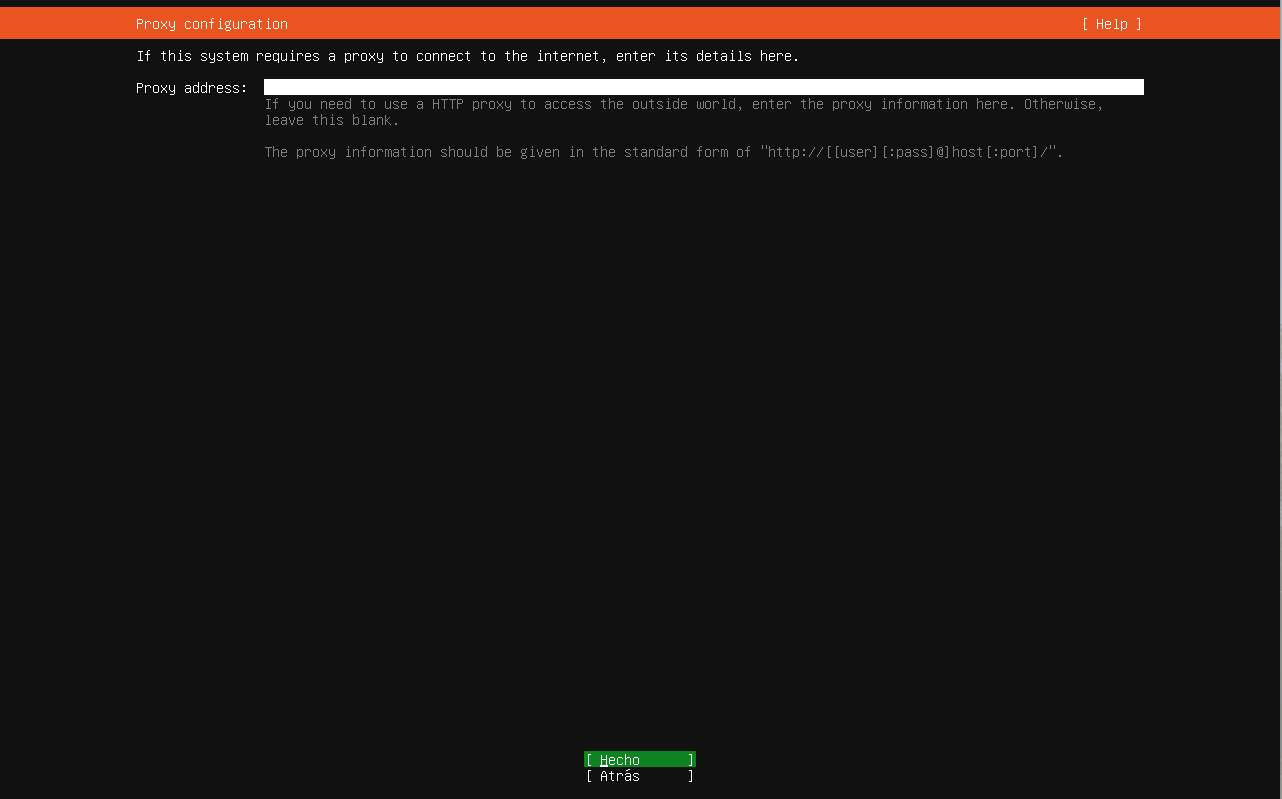 Proxy configuration [ Help ]
If this system requires a proxy to connect to the internet, enter its details here.
Proxy address:
If you need to use a HTTP proxy to access the outside world, enter the proxy information here. Otherwise,
leave this blank.
The proxy information should be given in the standard form of "http://[[user][:pass]@]host[:port]/".
[ Hecho ]
[ Atrás ]